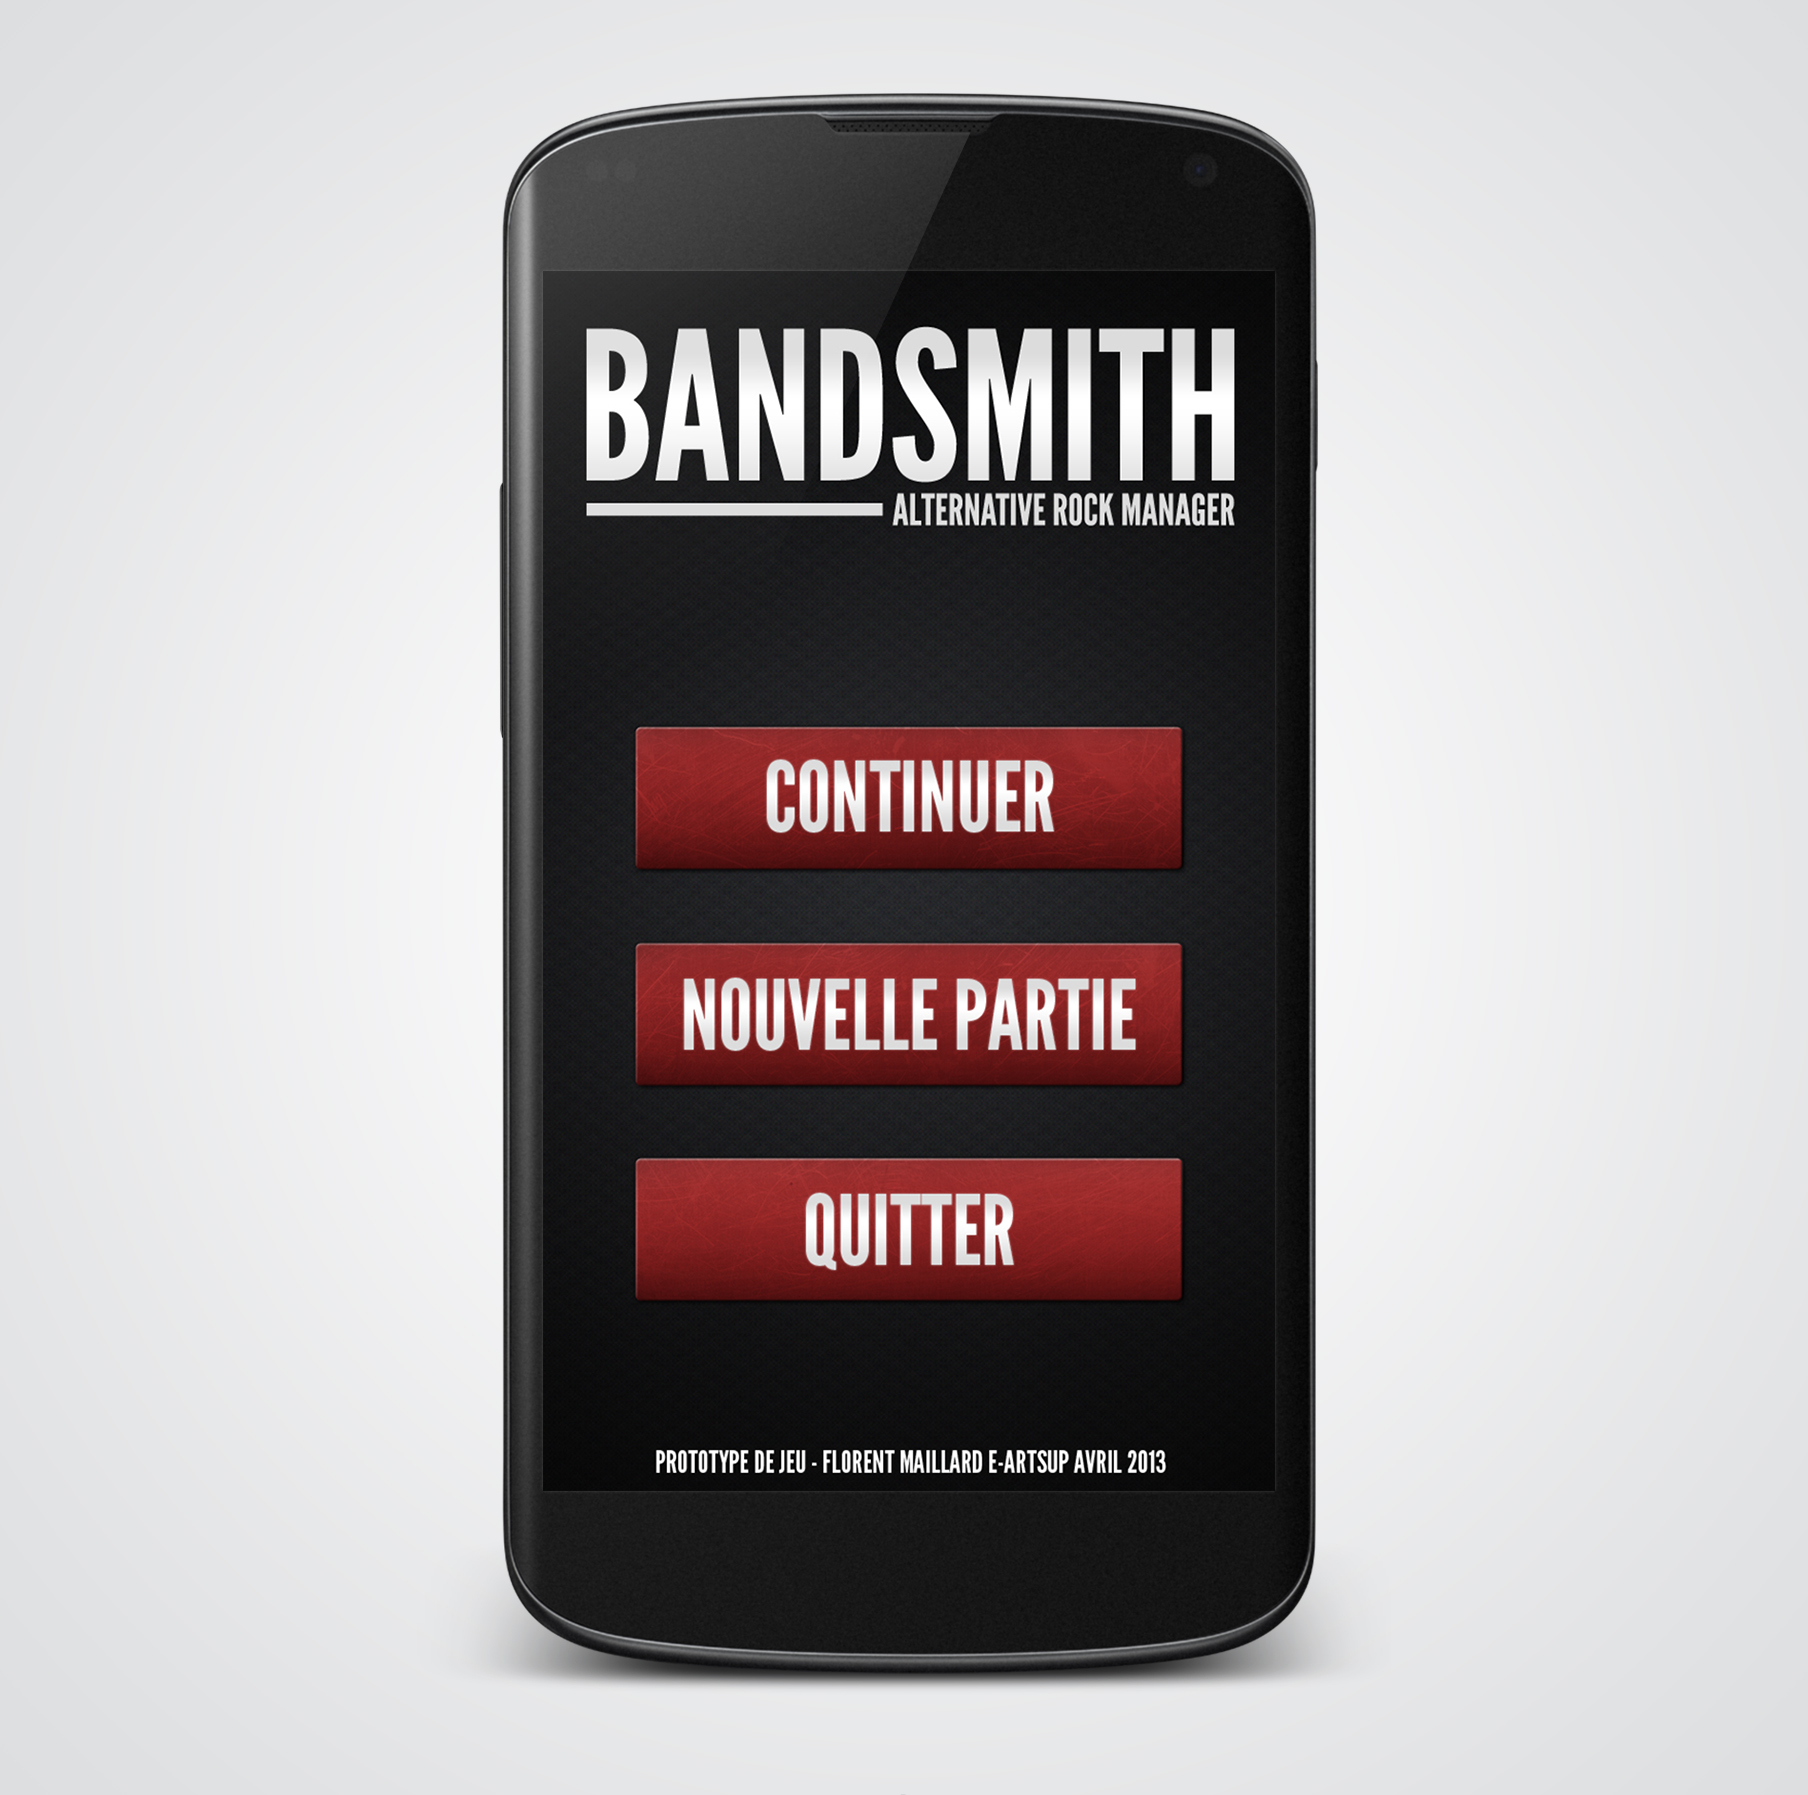 BANDSMITH
ALTERNATIVE ROCK MANAGER
CONTINUER
NOUVELLE PARTIE
QUITTER
PROTOTYPE DE JEU - FLORENT MAILLARD E-ARTSUP AVRIL 2013